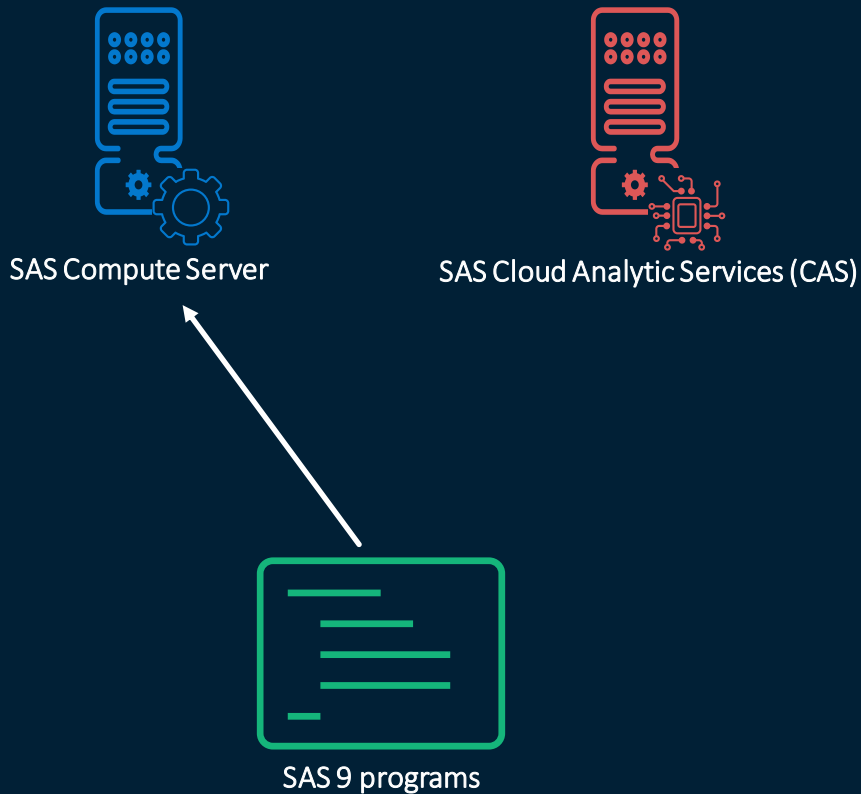 SAS Compute Server
SAS Cloud Analytic Services (CAS)
SAS 9 programs